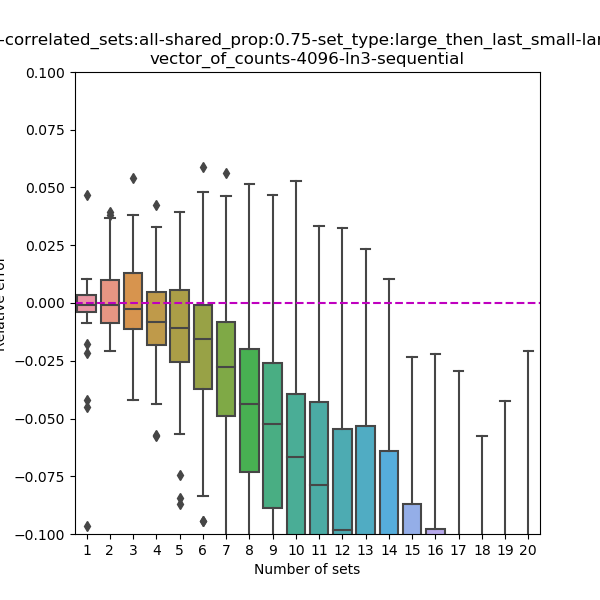 -correlated_sets:all-shared_prop:0.75-set_type:large_then_last_small-
vector_of_counts-4096-ln3-sequential
0.100
0.075
0.050
0.025
0.000
−0.025
−0.050
−0.075
−0.100
Relative error
1 2 3 4 5 6 7 8 9 10 11 12 13 14 15 16 17 18 19 20
Number of sets